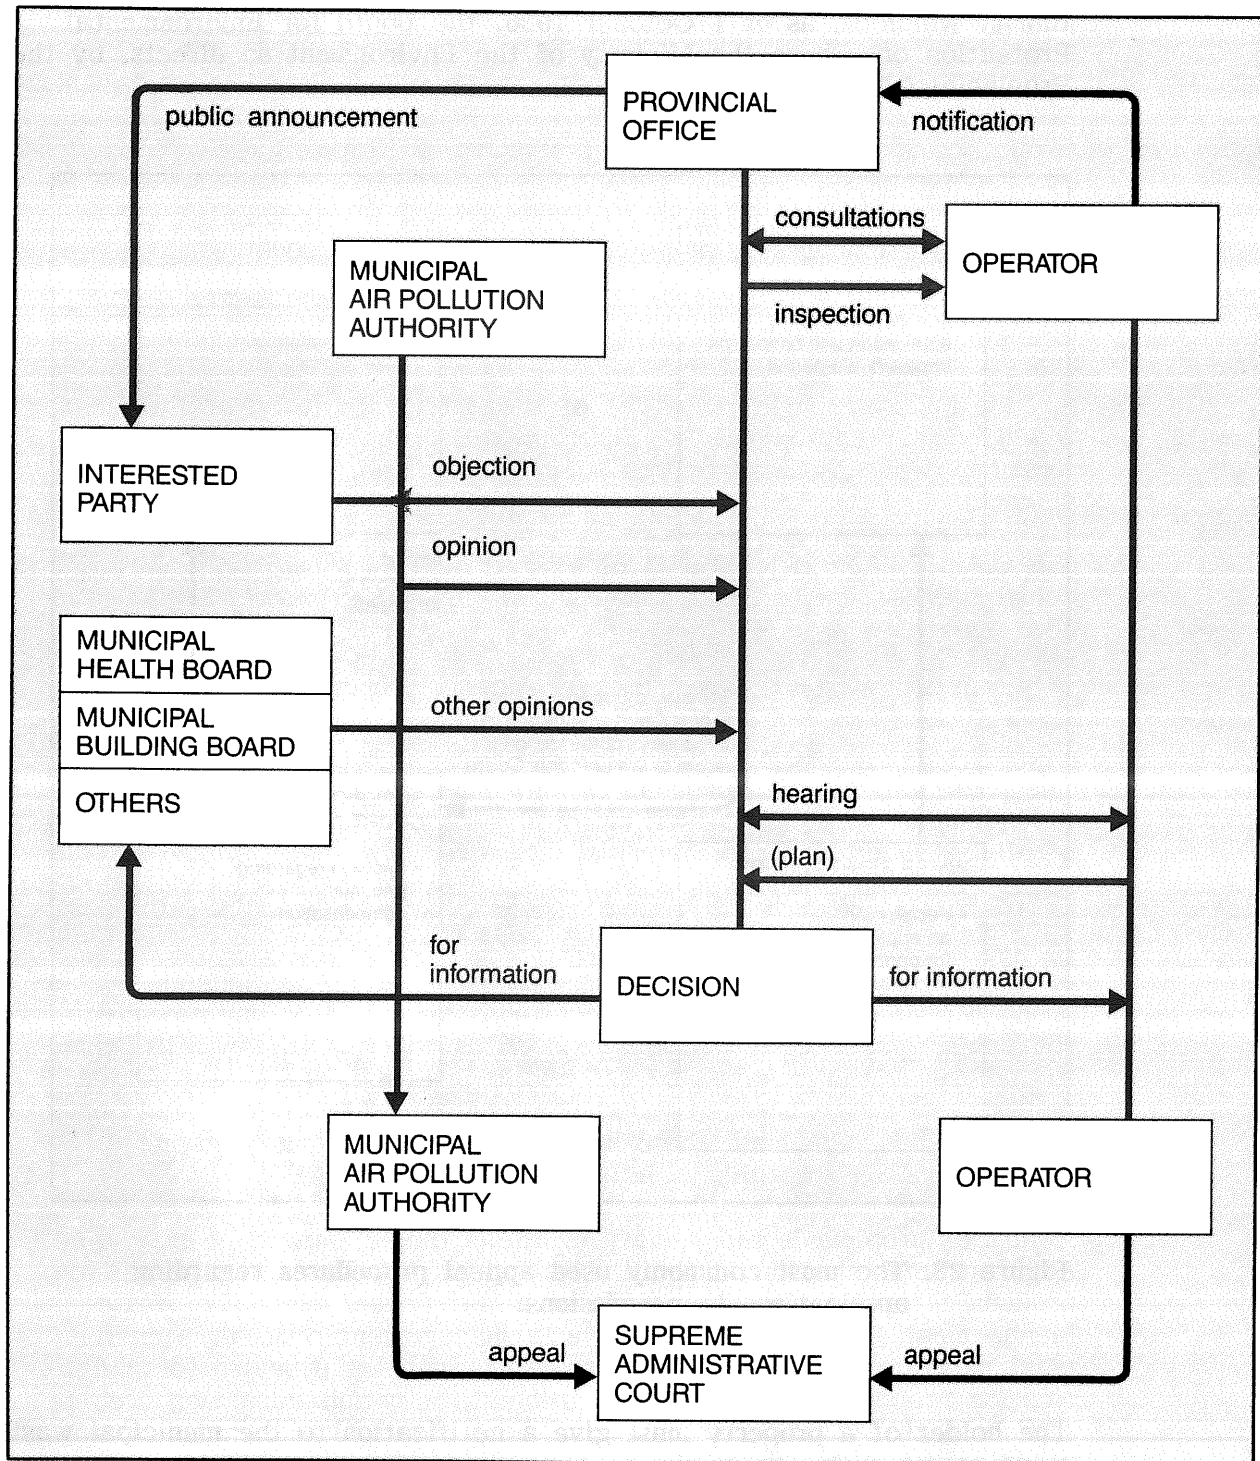 PROVINCIAL
OFFICE
public announcement
notification
consultations
OPERATOR
inspection
MUNICIPAL
AIR POLLUTION
AUTHORITY
INTERESTED
PARTY
objection
opinion
MUNICIPAL
HEALTH BOARD
MUNICIPAL
BUILDING BOARD
OTHERS
other opinions
hearing
(plan)
for
information
DECISION
for information
MUNICIPAL
AIR POLLUTION
AUTHORITY
OPERATOR
appeal
SUPREME
ADMINISTRATIVE
COURT
appeal